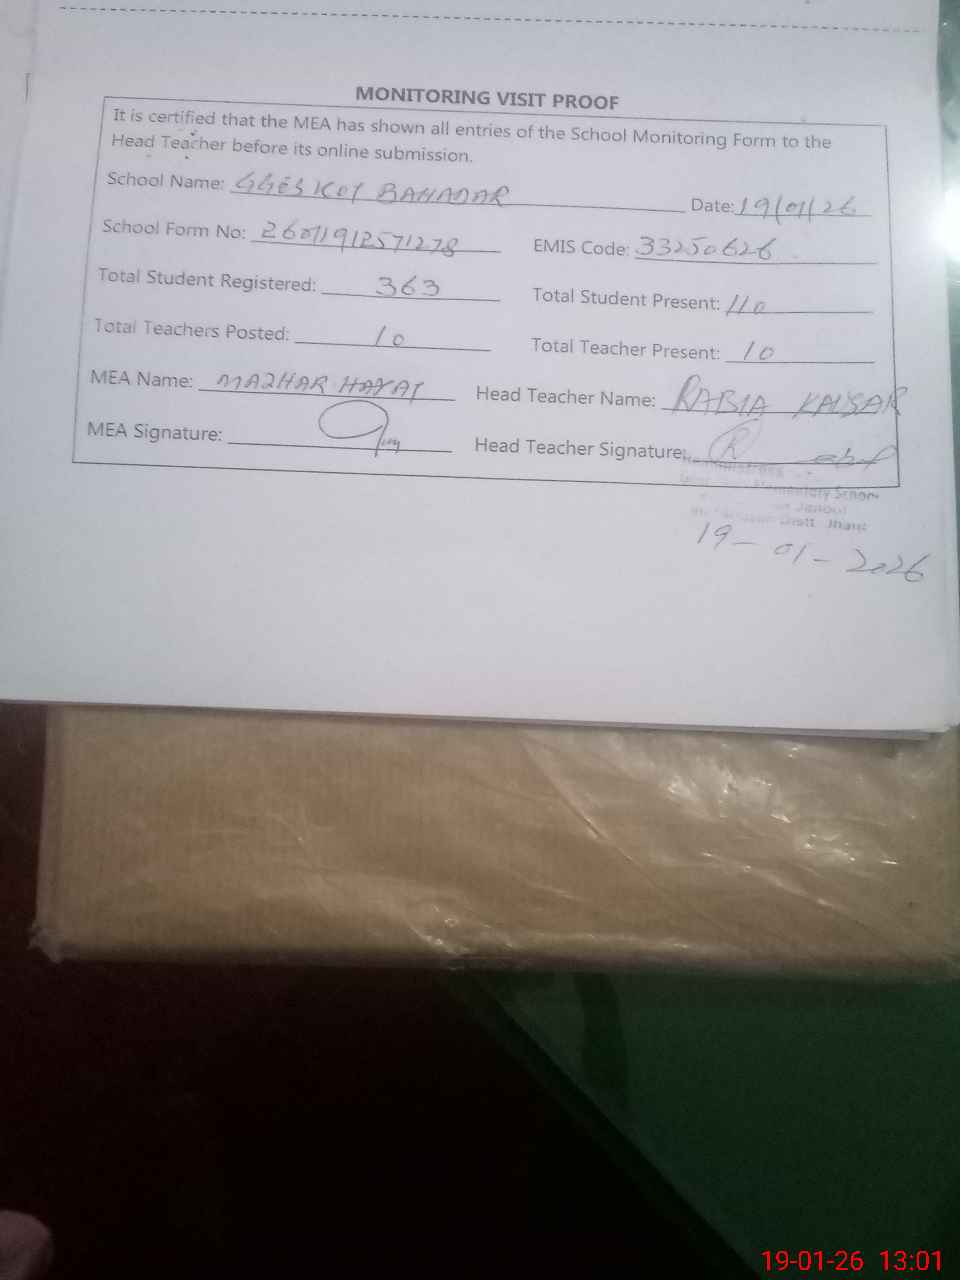 MONITORING VISIT PROOF
It is certified that the MEA has shown all entries of the School Monitoring Form to the
Head Teacher before its online submission.
School Name: GGES KOT BAHADAR Date: 19/01/26
School Form No: 26011912571278 EMIS Code: 33250626
Total Student Registered: 363 Total Student Present: 110
Total Teachers Posted: 10 Total Teacher Present: 10
MEA Name: MAZHAR HAYAT Head Teacher Name: RABIA KAUSAR
MEA Signature: Head Teacher Signature:
Elementary School
Distt. Jhang
19-01-2026
19-01-26 13:01